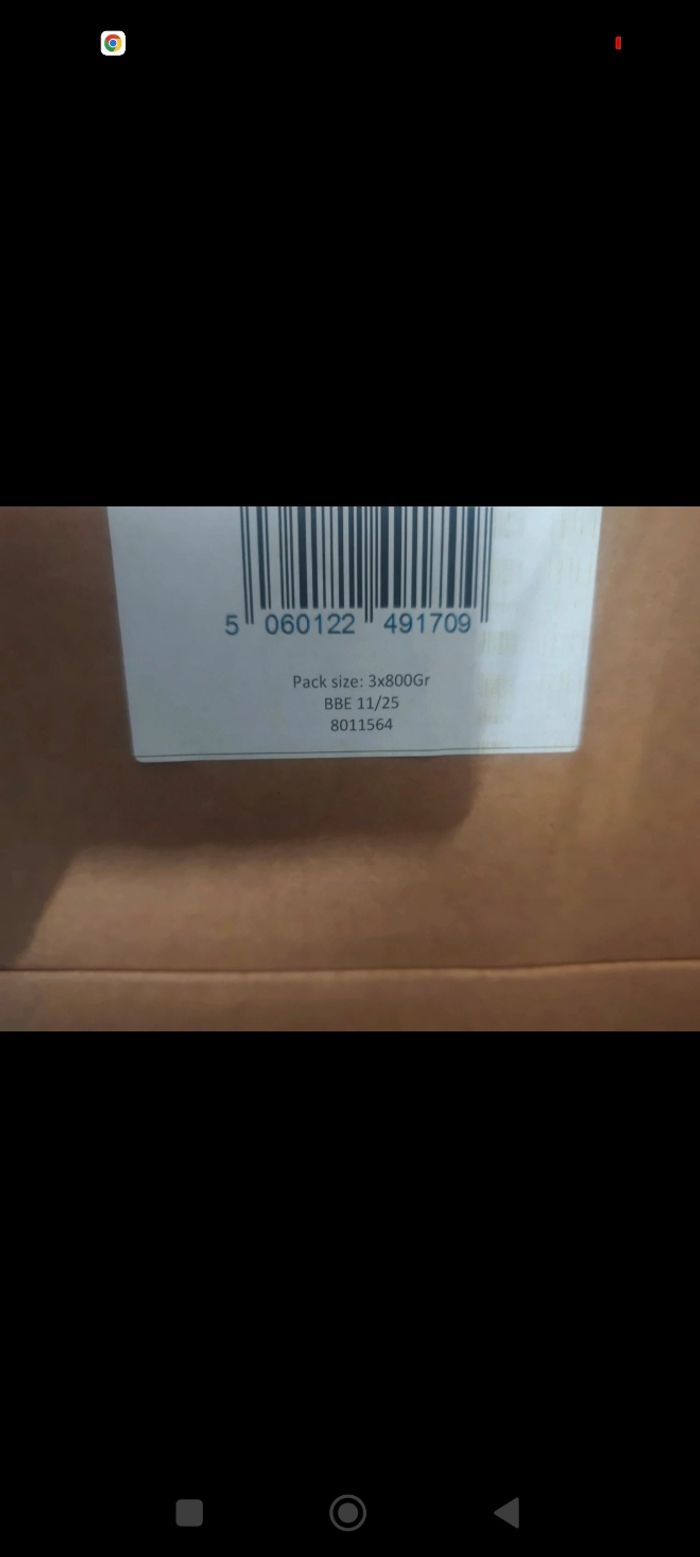 5 060122 491709
Pack size: 3x800Gr
BBE 11/25
8011564